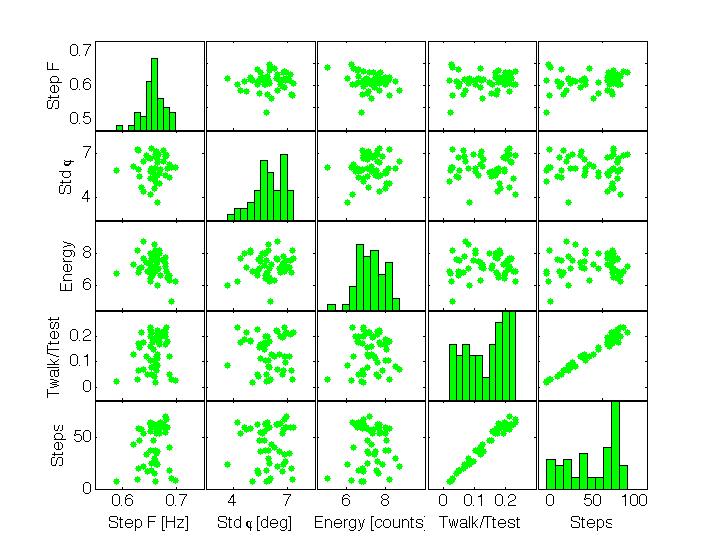 0.7
Step F
0.6
0.5
7
Std φ
4
Energy
8
6
Twalk/Ttest
0.2
0.1
0
Steps
50
0
0.6 0.7 4 7 6 8 0 0.1 0.2 0 50 100
Step F [Hz] Std φ [deg] Energy [counts] Twalk/Ttest Steps